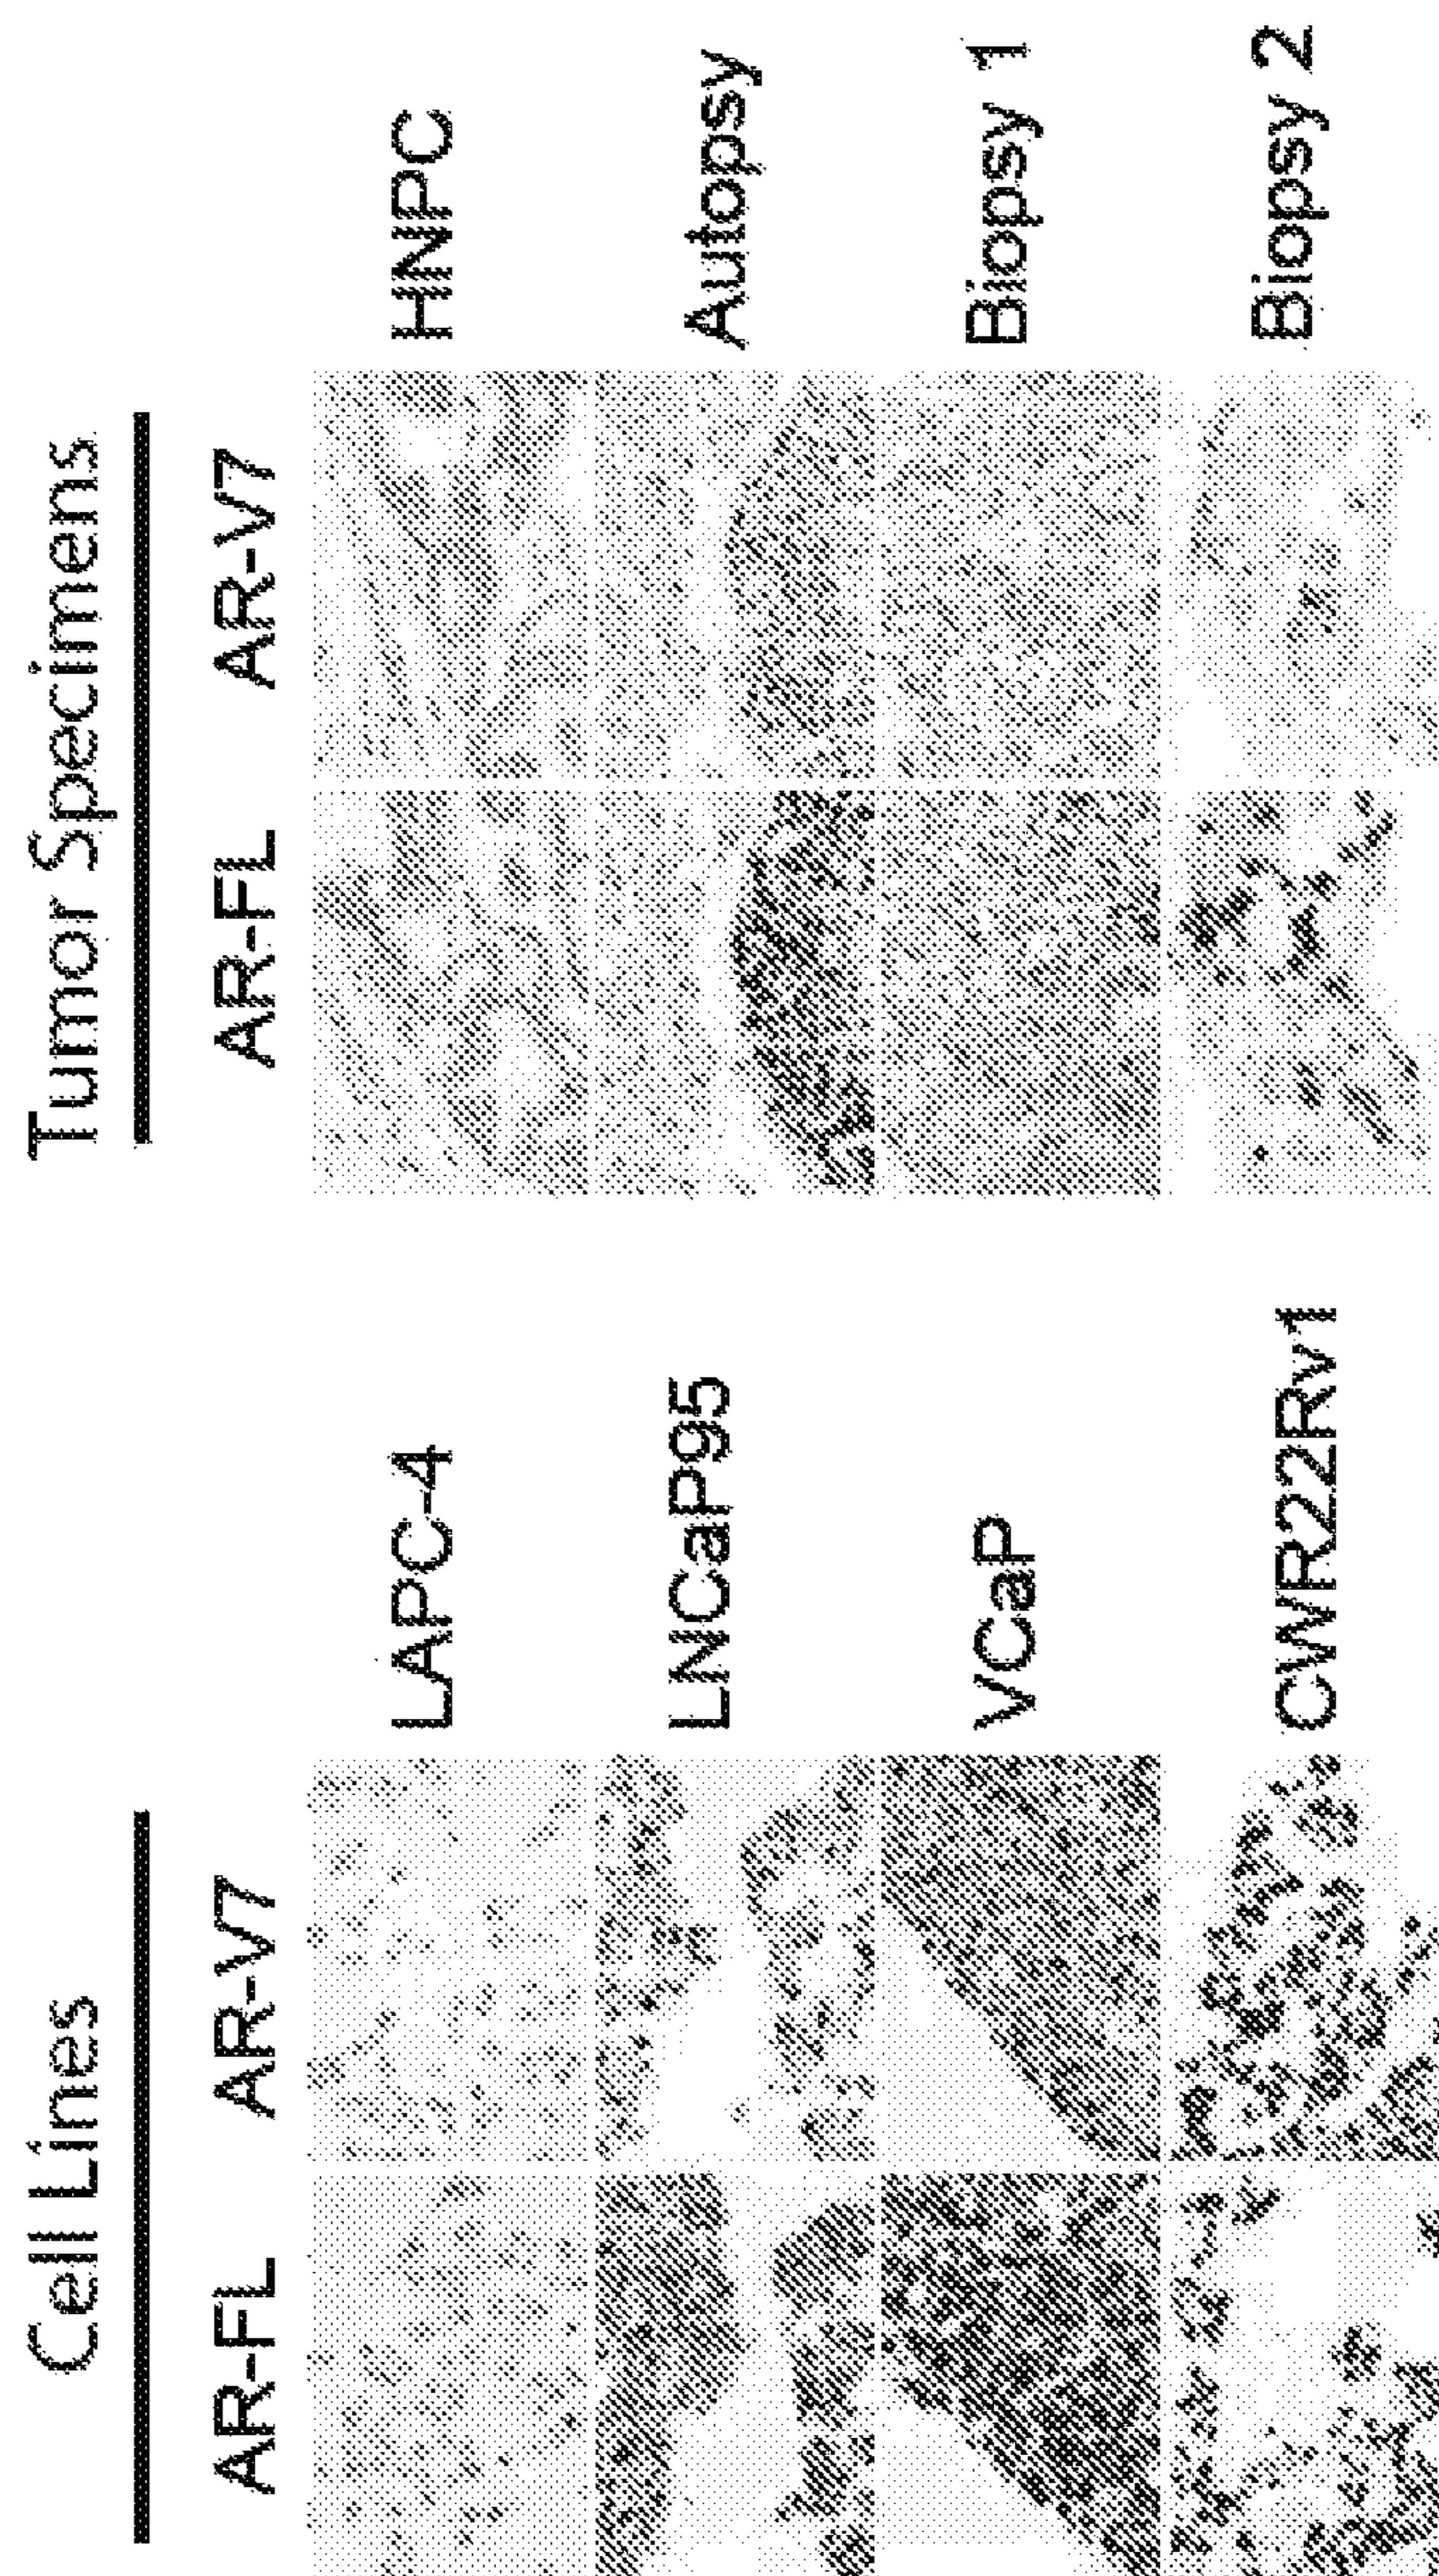 Cell Lines
AR-FL AR-V7
LAPC-4
LNCaP95
VCaP
CWR22Rv1
Tumor Specimens
AR-FL AR-V7
HNPC
Autopsy
Biopsy 1
Biopsy 2